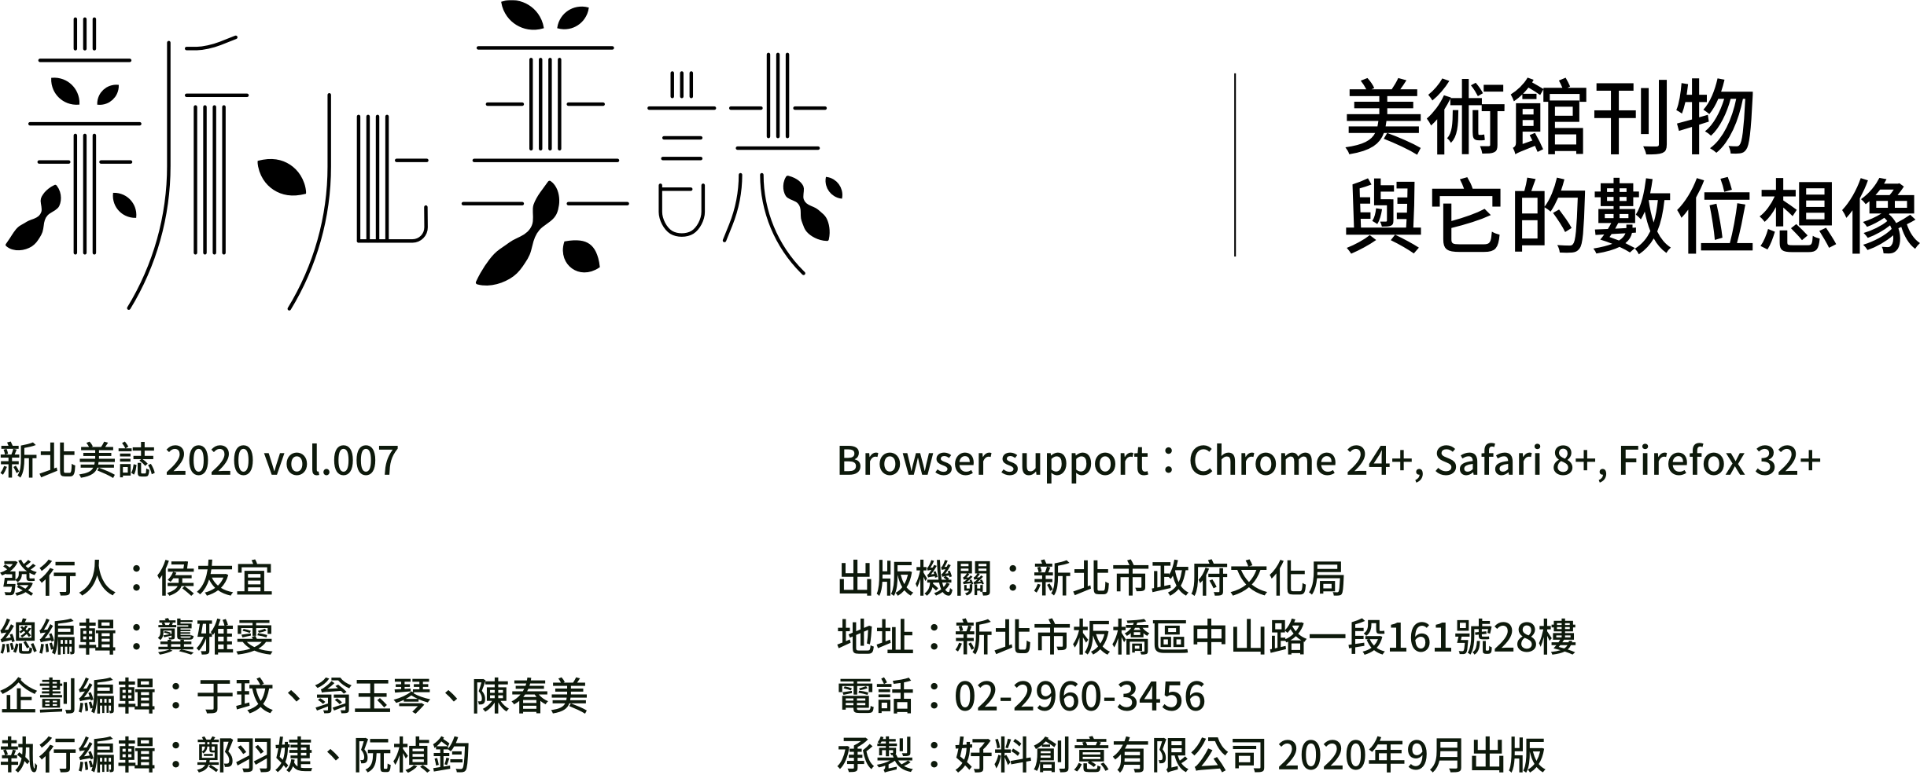 新北美誌
美術館刊物
與它的數位想像
新北美誌 2020 vol.007
Browser support：Chrome 24+, Safari 8+, Firefox 32+
發行人：侯友宜
總編輯：龔雅雯
企劃編輯：于玟、翁玉琴、陳春美
執行編輯：鄭羽婕、阮楨鈞
出版機關：新北市政府文化局
地址：新北市板橋區中山路一段161號28樓
電話：02-2960-3456
承製：好料創意有限公司 2020年9月出版